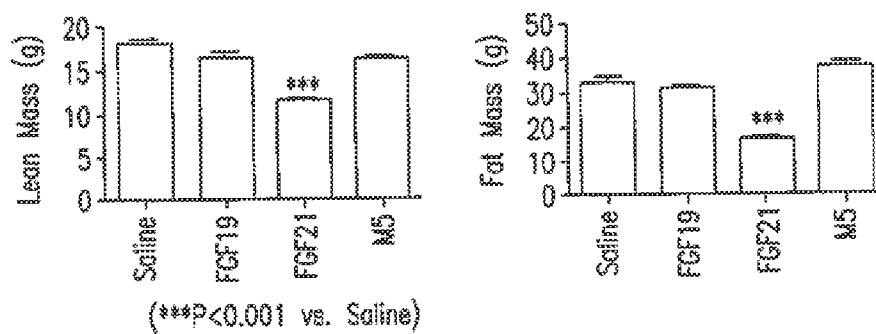 Lean Mass (g)
20
15
10
5
0
***
Saline
FGF19
FGF21
M5
Fat Mass (g)
50
40
30
20
10
0
***
Saline
FGF19
FGF21
M5
(***P<0.001 vs. Saline)